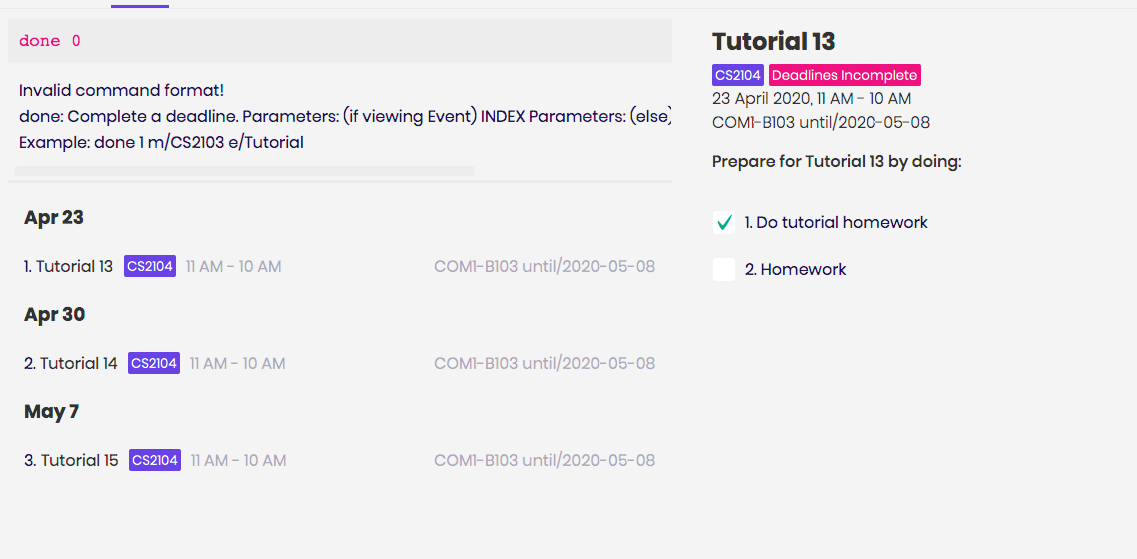 done 0
Invalid command format!
done: Complete a deadline. Parameters: (if viewing Event) INDEX Parameters: (else)
Example: done 1 m/CS2103 e/Tutorial
Apr 23
1. Tutorial 13 CS2104 11 AM - 10 AM COM1-B103 until/2020-05-08
Apr 30
2. Tutorial 14 CS2104 11 AM - 10 AM COM1-B103 until/2020-05-08
May 7
3. Tutorial 15 CS2104 11 AM - 10 AM COM1-B103 until/2020-05-08
Tutorial 13
CS2104 Deadlines Incomplete
23 April 2020, 11 AM - 10 AM
COM1-B103 until/2020-05-08
Prepare for Tutorial 13 by doing:
1. Do tutorial homework
2. Homework